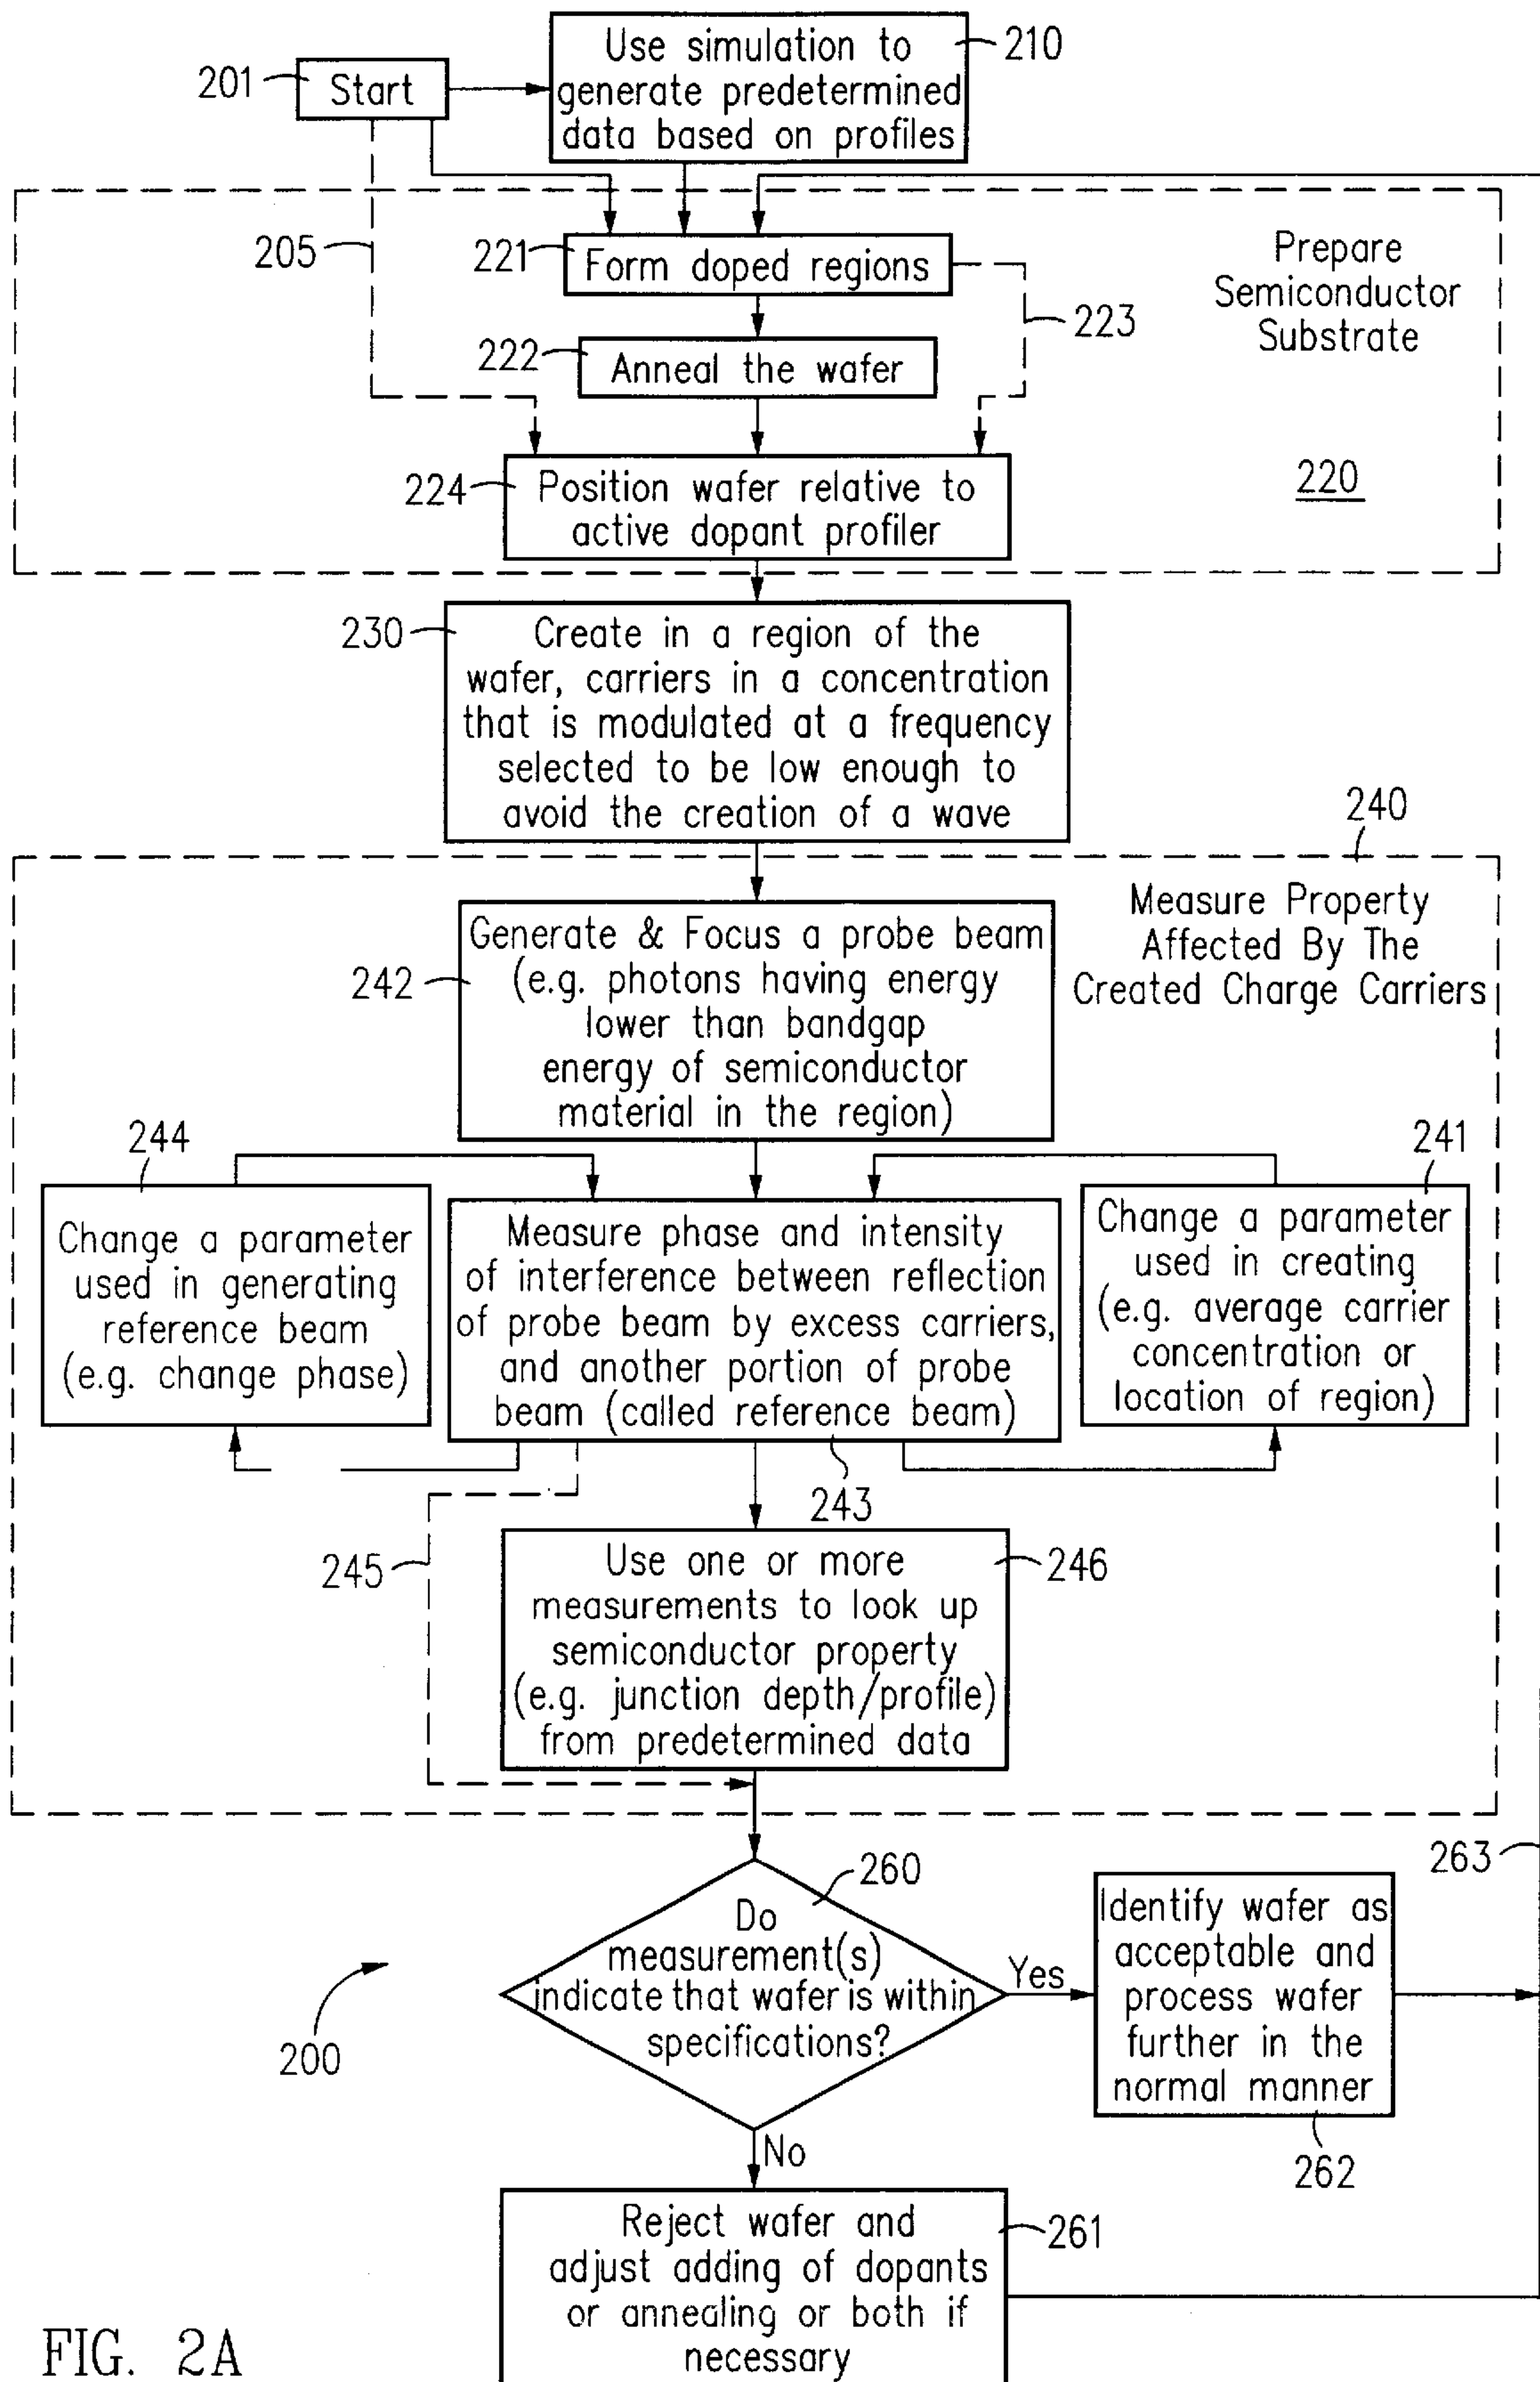 Use simulation to
generate predetermined
data based on profiles
210
201
Start
205
221
Form doped regions
223
Prepare
Semiconductor
Substrate
222
Anneal the wafer
224
Position wafer relative to
active dopant profiler
220
230
Create in a region of the
wafer, carriers in a concentration
that is modulated at a frequency
selected to be low enough to
avoid the creation of a wave
240
Measure Property
Affected By The
Created Charge Carriers
242
Generate & Focus a probe beam
(e.g. photons having energy
lower than bandgap
energy of semiconductor
material in the region)
244
Change a parameter
used in generating
reference beam
(e.g. change phase)
Measure phase and intensity
of interference between reflection
of probe beam by excess carriers,
and another portion of probe
beam (called reference beam)
243
241
Change a parameter
used in creating
(e.g. average carrier
concentration or
location of region)
245
Use one or more
measurements to look up
semiconductor property
(e.g. junction depth/profile)
from predetermined data
246
260
Do
measurement(s)
indicate that wafer is within
specifications?
Yes
Identify wafer as
acceptable and
process wafer
further in the
normal manner
262
263
200
No
Reject wafer and
adjust adding of dopants
or annealing or both if
necessary
261
FIG. 2A